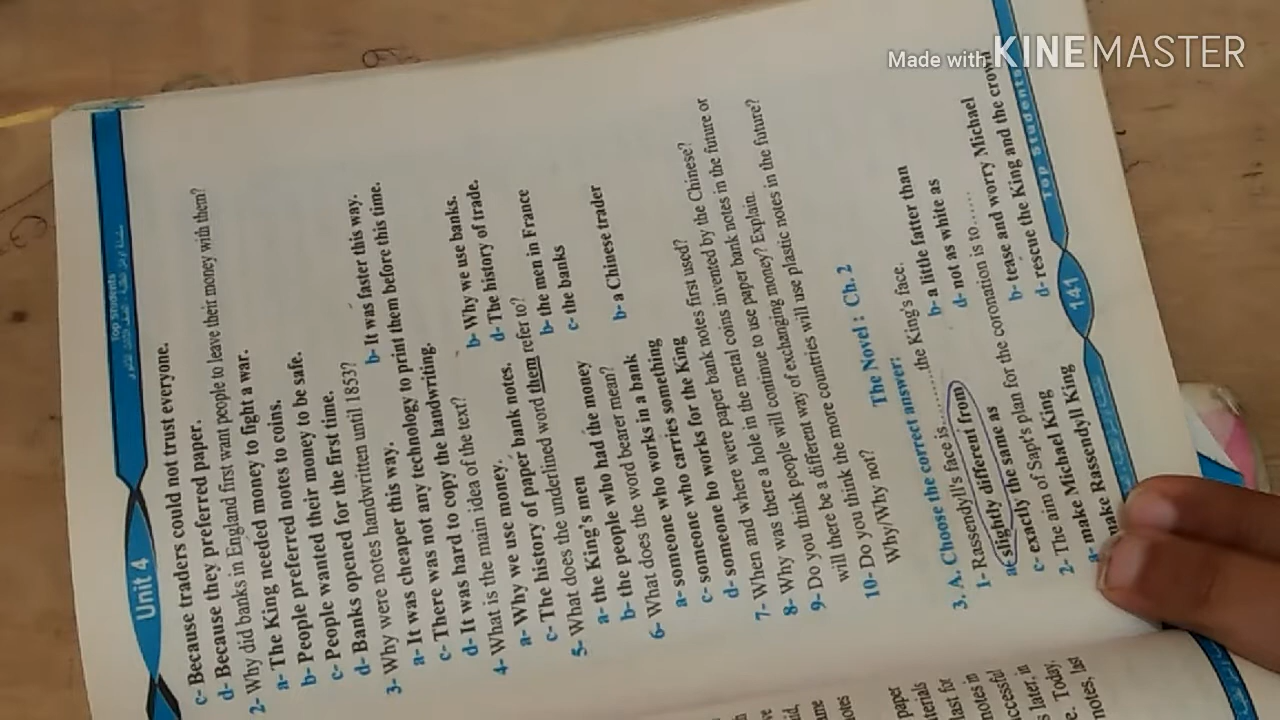 Made with KINEMASTER
Unit 4
Top Students
c- Because traders could not trust everyone.
d- Because they preferred paper.
2- Why did banks in England first want people to leave their money with them?
a- The King needed money to fight a war.
b- People preferred notes to coins.
c- People wanted their money to be safe.
d- Banks opened for the first time.
3- Why were notes handwritten until 1853?
a- It was cheaper this way. b- It was faster this way.
c- There was not any technology to print them before this time.
d- It was hard to copy the handwriting.
4- What is the main idea of the text?
a- Why we use money. b- Why we use banks.
c- The history of paper bank notes. d- The history of trade.
5- What does the underlined word them refer to?
a- the King's men b- the men in France
b- the people who had the money c- the banks
6- What does the word bearer mean?
a- someone who works in a bank b- a Chinese trader
c- someone who carries something
d- someone ho works for the King
7- When and where were paper bank notes first used?
8- Why was there a hole in the metal coins invented by the Chinese?
9- Do you think people will continue to use paper bank notes in the future or
will there be a different way of exchanging money? Explain.
10- Do you think the more countries will use plastic notes in the future?
Why/Why not?
The Novel : Ch. 2
3. A. Choose the correct answer:
1- Rassendyll's face is..........the King's face.
a- slightly different from b- a little fatter than
c- exactly the same as d- not as white as
2- The aim of Sapt's plan for the coronation is to......
a- make Michael King b- tease and worry Michael
make Rassendyll King d- rescue the King and the crown
141
Top Students
paper
last for
notes in
s later, in
e. Today,
notes, last